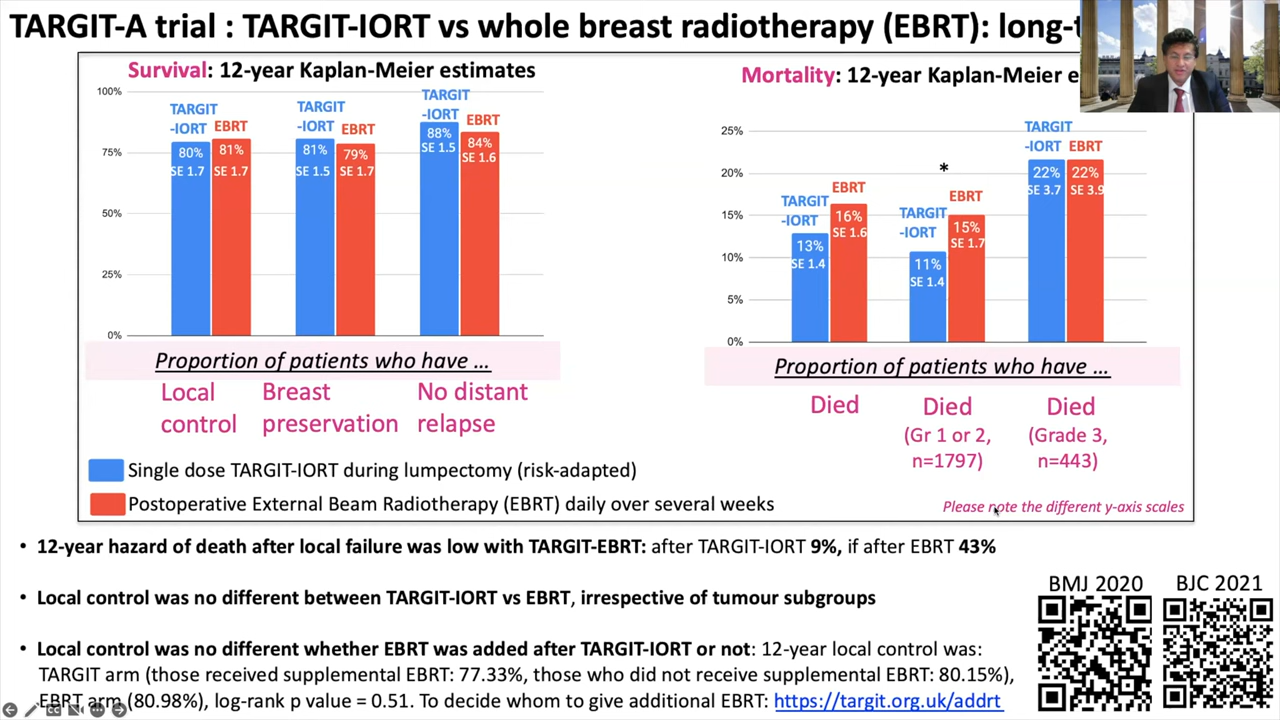 TARGIT-A trial : TARGIT-IORT vs whole breast radiotherapy (EBRT): long-
Survival: 12-year Kaplan-Meier estimates
100%
75%
50%
25%
0%
TARGIT
-IORT
EBRT
80%
SE 1.7
81%
SE 1.7
TARGIT
-IORT
EBRT
81%
SE 1.5
79%
SE 1.7
TARGIT
-IORT
EBRT
88%
SE 1.5
84%
SE 1.6
Proportion of patients who have ...
Local
control
Breast
preservation
No distant
relapse
Mortality: 12-year Kaplan-Meier e
25%
20%
15%
10%
5%
0%
TARGIT
-IORT
EBRT
13%
SE 1.4
16%
SE 1.6
*
TARGIT
-IORT
EBRT
11%
SE 1.4
15%
SE 1.7
TARGIT
-IORT
EBRT
22%
SE 3.7
22%
SE 3.9
Proportion of patients who have ...
Died
Died
(Gr 1 or 2,
n=1797)
Died
(Grade 3,
n=443)
Single dose TARGIT-IORT during lumpectomy (risk-adapted)
Postoperative External Beam Radiotherapy (EBRT) daily over several weeks
Please note the different y-axis scales
• 12-year hazard of death after local failure was low with TARGIT-EBRT: after TARGIT-IORT 9%, if after EBRT 43%
• Local control was no different between TARGIT-IORT vs EBRT, irrespective of tumour subgroups
• Local control was no different whether EBRT was added after TARGIT-IORT or not: 12-year local control was:
TARGIT arm (those received supplemental EBRT: 77.33%, those who did not receive supplemental EBRT: 80.15%),
EBRT arm (80.98%), log-rank p value = 0.51. To decide whom to give additional EBRT: https://targit.org.uk/addrt
BMJ 2020
BJC 2021